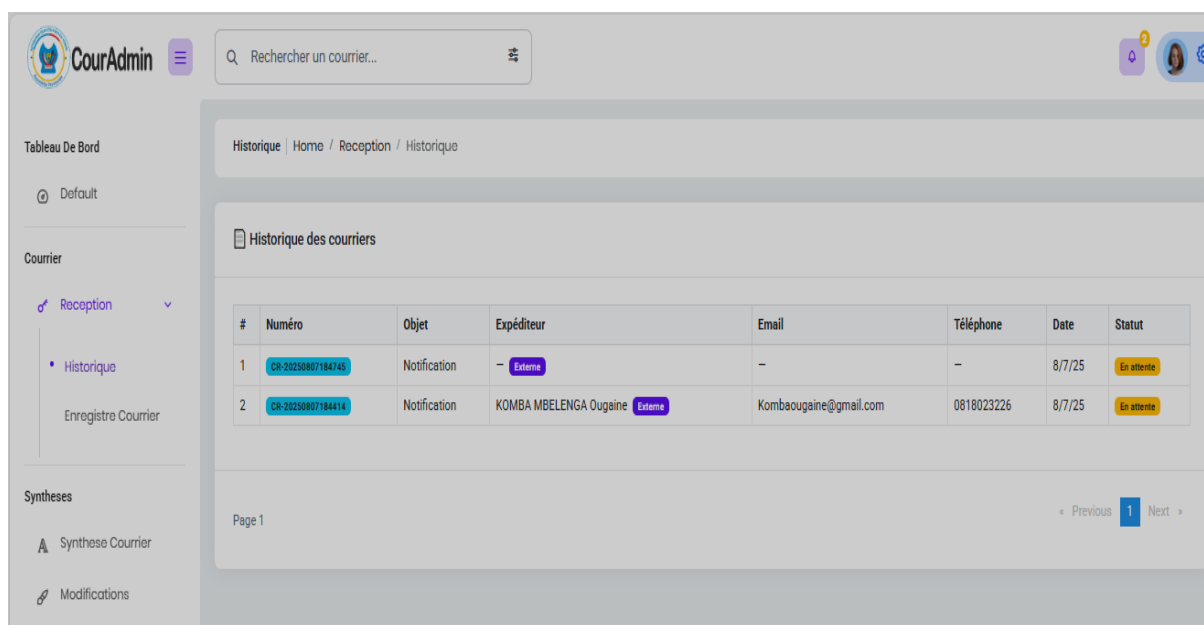 CourAdmin
Rechercher un courrier...
2
Tableau De Bord
Default
Courrier
Reception
Historique
Enregistre Courrier
Syntheses
Synthese Courrier
Modifications
Historique | Home / Reception / Historique
Historique des courriers
# Numéro Objet Expéditeur Email Téléphone Date Statut
1 CR-20250807184745 Notification – Externe – – 8/7/25 En attente
2 CR-20250807184414 Notification KOMBA MBELENGA Ougaine Externe Kombaougaine@gmail.com 0818023226 8/7/25 En attente
Page 1
« Previous 1 Next »